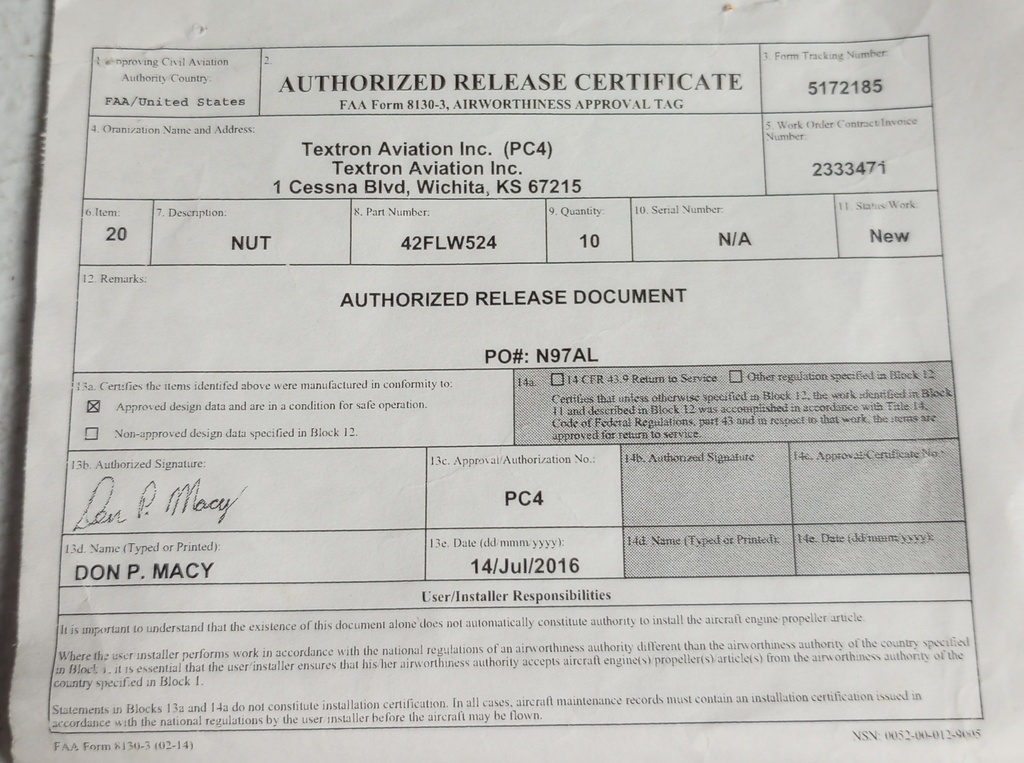 1. Approving Civil Aviation
Authority/Country:
FAA/United States
2.
AUTHORIZED RELEASE CERTIFICATE
FAA Form 8130-3, AIRWORTHINESS APPROVAL TAG
3. Form Tracking Number:
5172185
4. Oranization Name and Address:
Textron Aviation Inc. (PC4)
Textron Aviation Inc.
1 Cessna Blvd, Wichita, KS 67215
5. Work Order Contract/Invoice
Number:
2333471
6. Item:
20
7. Description:
NUT
8. Part Number:
42FLW524
9. Quantity:
10
10. Serial Number:
N/A
11. Status/Work:
New
12. Remarks:
AUTHORIZED RELEASE DOCUMENT
PO#: N97AL
13a. Certifies the items identifed above were manufactured in conformity to:
☒ Approved design data and are in a condition for safe operation.
☐ Non-approved design data specified in Block 12.
14a. ☐ 14 CFR 43.9 Return to Service ☐ Other regulation specified in Block 12
Certifies that unless otherwise specified in Block 12, the work identified in Block
11 and described in Block 12 was accomplished in accordance with Title 14,
Code of Federal Regulations, part 43 and in respect to that work, the items are
approved for return to service.
13b. Authorized Signature:
Don P. Macy
13c. Approval/Authorization No.:
PC4
14b. Authorized Signature
14c. Approval/Certificate No.:
13d. Name (Typed or Printed):
DON P. MACY
13e. Date (dd/mmm/yyyy):
14/Jul/2016
14d. Name (Typed or Printed):
14e. Date (dd/mmm/yyyy):
User/Installer Responsibilities
It is important to understand that the existence of this document alone does not automatically constitute authority to install the aircraft engine propeller article.
Where the user installer performs work in accordance with the national regulations of an airworthiness authority different than the airworthiness authority of the country specified
in Block 1, it is essential that the user/installer ensures that his/her airworthiness authority accepts aircraft engine(s) propeller(s) article(s) from the airworthiness authority of the
country specified in Block 1.
Statements in Blocks 13a and 14a do not constitute installation certification. In all cases, aircraft maintenance records must contain an installation certification issued in
accordance with the national regulations by the user/installer before the aircraft may be flown.
FAA Form 8130-3 (02-14)
NSN: 0052-00-012-9005